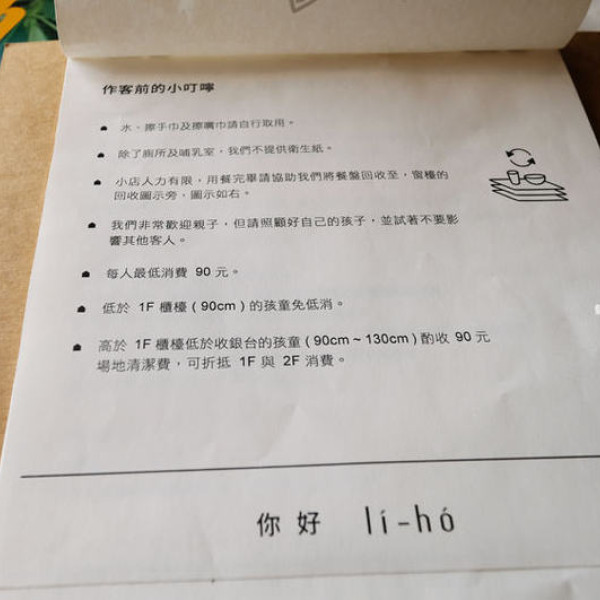 作客前的小叮嚀
水、擦手巾及擦嘴巾請自行取用。
除了廁所及哺乳室，我們不提供衛生紙。
小店人力有限，用餐完畢請協助我們將餐盤回收至，窗檯的
回收圖示旁，圖示如右。
我們非常歡迎親子，但請照顧好自己的孩子，並試著不要影
響其他客人。
每人最低消費 90 元。
低於 1F 櫃檯（90cm）的孩童免低消。
高於 1F 櫃檯低於收銀台的孩童（90cm ~ 130cm）酌收 90 元
場地清潔費，可折抵 1F 與 2F 消費。
你好 lí-hó